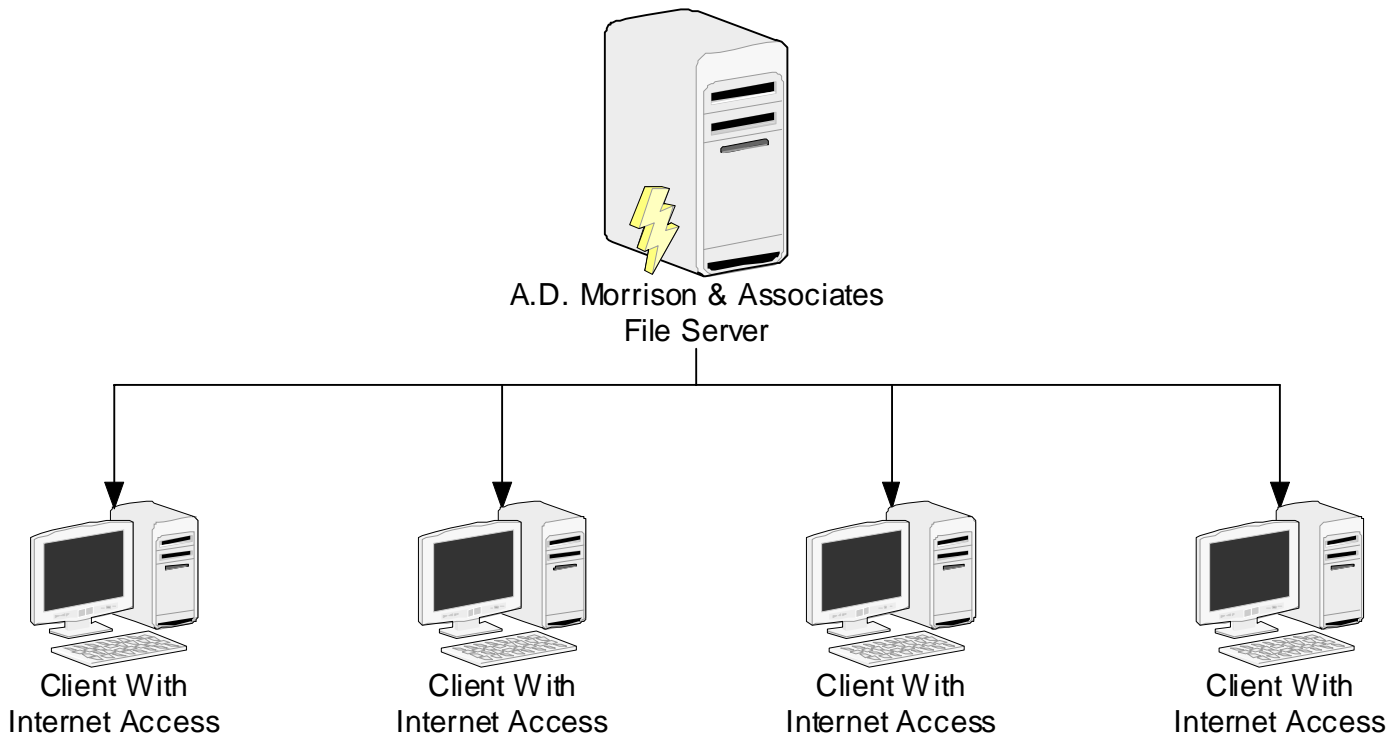 A.D. Morrison & Associates
File Server
Client With
Internet Access
Client With
Internet Access
Client With
Internet Access
Client With
Internet Access